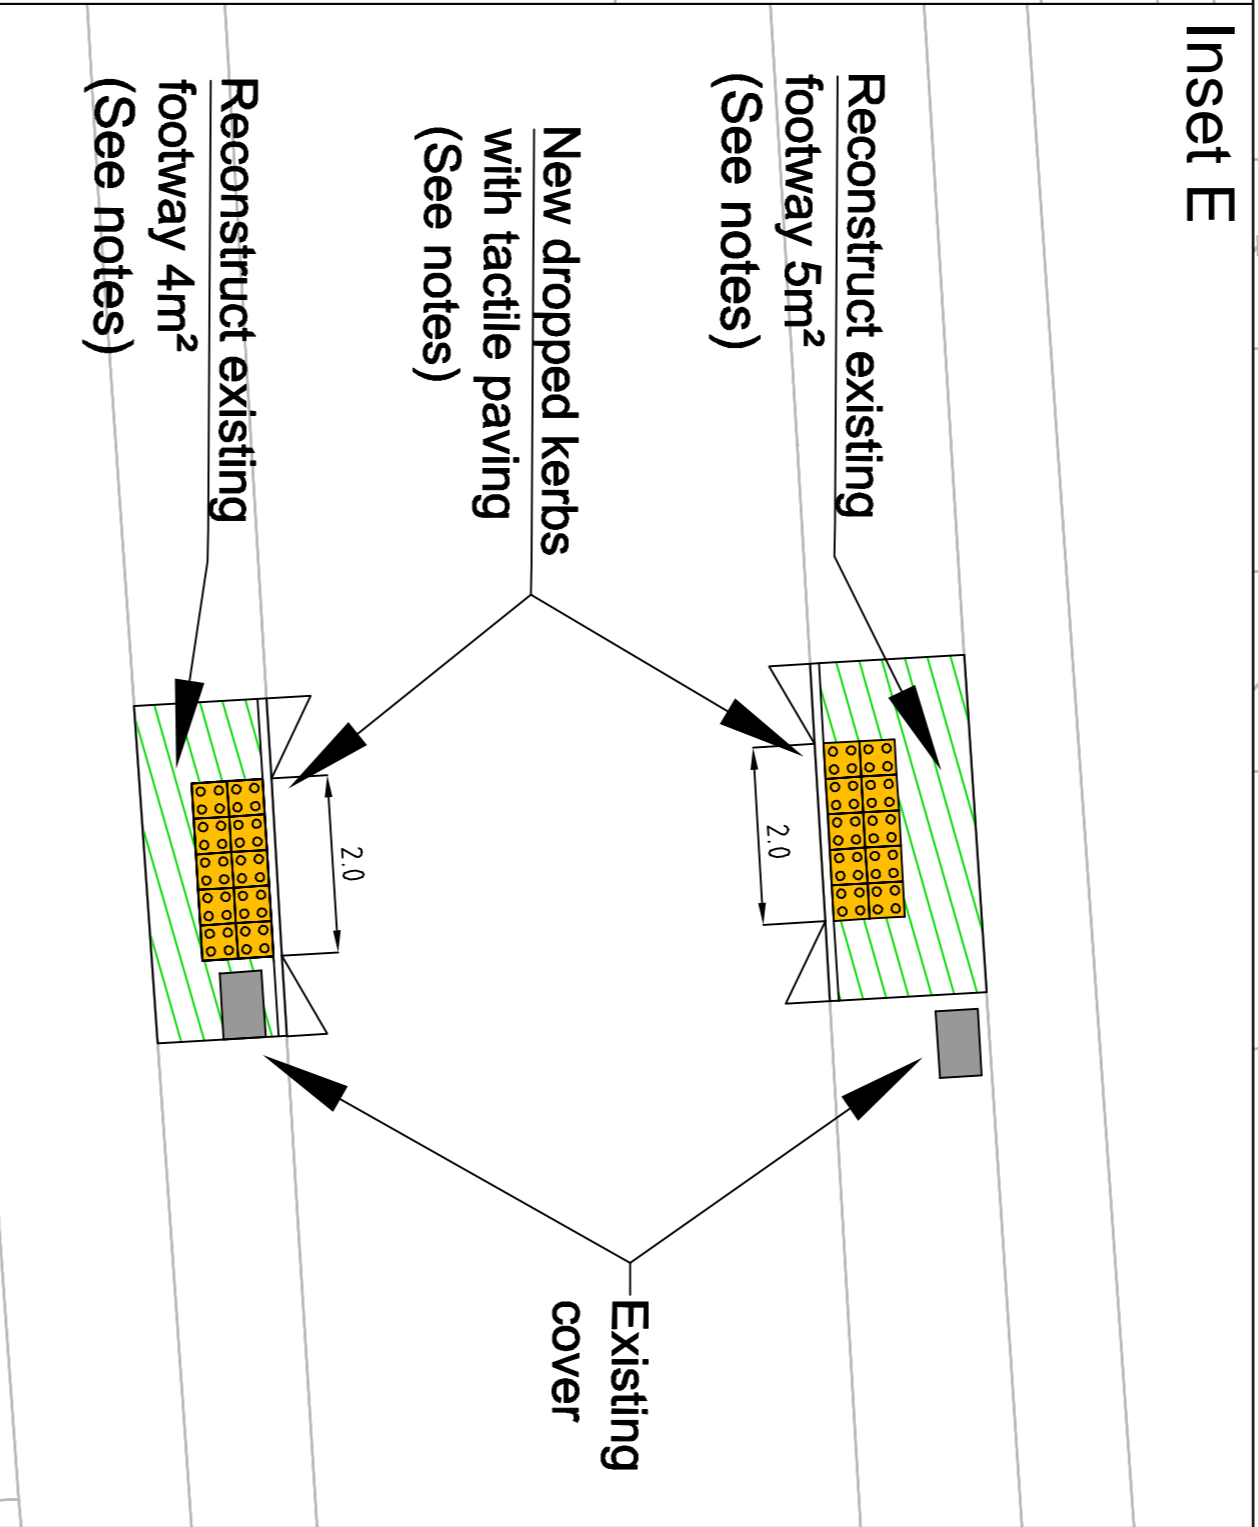 Inset E
Reconstruct existing
footway 5m²
(See notes)
New dropped kerbs
with tactile paving
(See notes)
Reconstruct existing
footway 4m²
(See notes)
2.0
2.0
Existing
cover